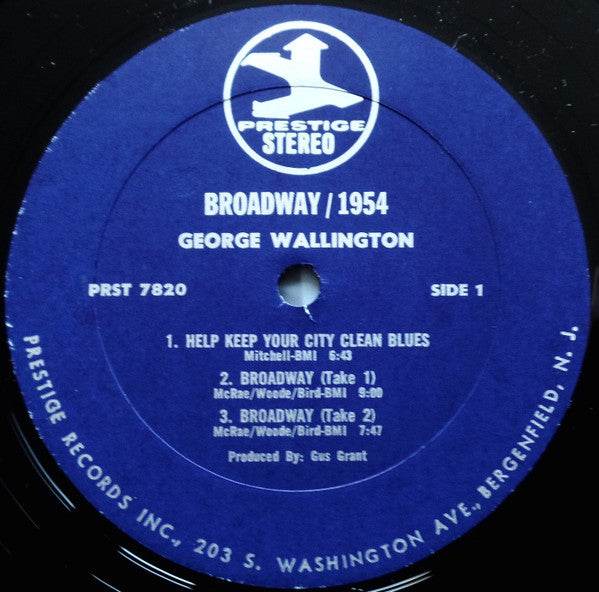 PRESTIGE
STEREO
BROADWAY / 1954
GEORGE WALLINGTON
PRST 7820
SIDE 1
1. HELP KEEP YOUR CITY CLEAN BLUES
Mitchell-BMI 6:43
2. BROADWAY (Take 1)
McRae/Woode/Bird-BMI 9:00
3. BROADWAY (Take 2)
McRae/Woode/Bird-BMI 7:47
Produced By: Gus Grant
PRESTIGE RECORDS INC., 203 S. WASHINGTON AVE., BERGENFIELD, N. J.